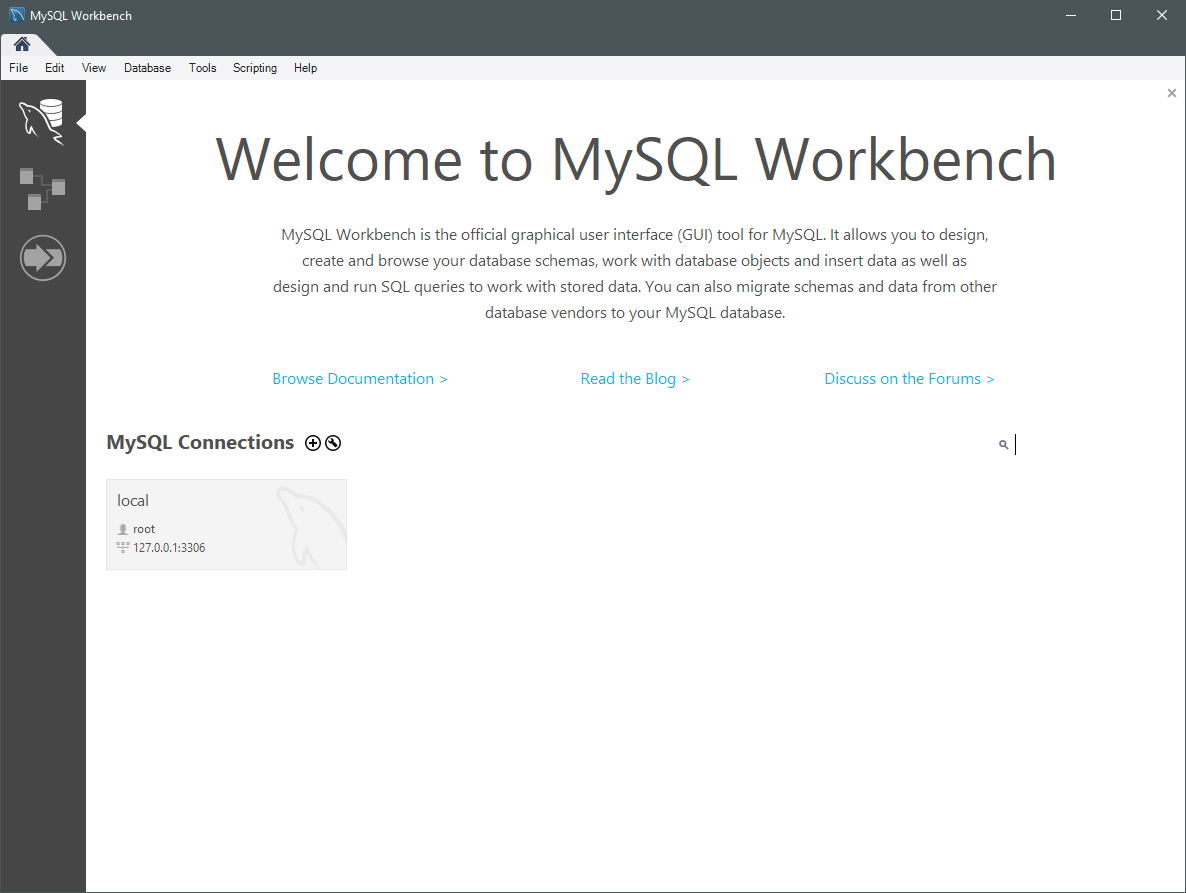 MySQL Workbench
File Edit View Database Tools Scripting Help
Welcome to MySQL Workbench
MySQL Workbench is the official graphical user interface (GUI) tool for MySQL. It allows you to design,
create and browse your database schemas, work with database objects and insert data as well as
design and run SQL queries to work with stored data. You can also migrate schemas and data from other
database vendors to your MySQL database.
Browse Documentation > Read the Blog > Discuss on the Forums >
MySQL Connections
local
root
127.0.0.1:3306